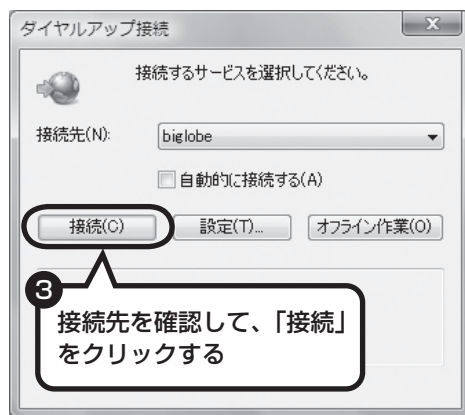 ダイヤルアップ接続
接続するサービスを選択してください。
接続先(N):
biglobe
自動的に接続する(A)
接続(C)
設定(T)...
オフライン作業(O)
3
接続先を確認して、「接続」
をクリックする